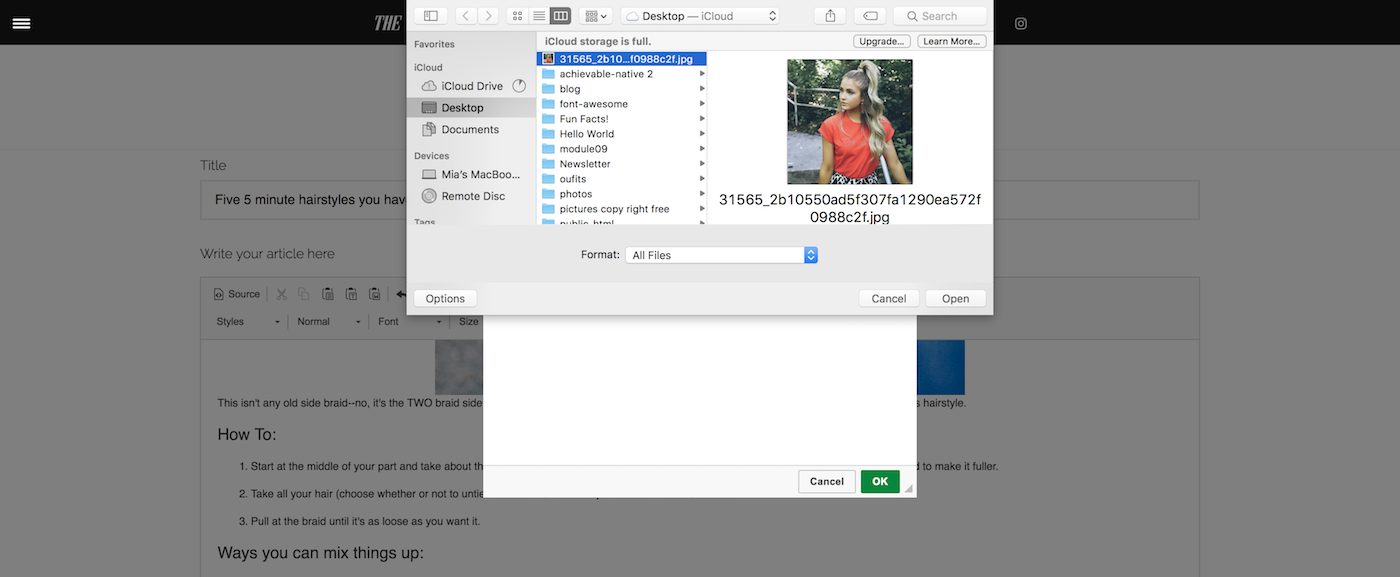 THE
Desktop — iCloud
Search
Favorites
iCloud
iCloud Drive
Desktop
Documents
Devices
Mia's MacBoo...
Remote Disc
Tags
iCloud storage is full.
Upgrade...
Learn More...
31565_2b10...f0988c2f.jpg
achievable-native 2
blog
font-awesome
Fun Facts!
Hello World
module09
Newsletter
oufits
photos
pictures copy right free
public_html
31565_2b10550ad5f307fa1290ea572f
0988c2f.jpg
Format: All Files
Options
Cancel
Open
Title
Five 5 minute hairstyles you hav
Write your article here
Source
Styles
Normal
Font
Size
This isn't any old side braid--no, it's the TWO braid side
s hairstyle.
How To:
1. Start at the middle of your part and take about th
d to make it fuller.
2. Take all your hair (choose whether or not to untie
3. Pull at the braid until it's as loose as you want it.
Ways you can mix things up:
Cancel
OK